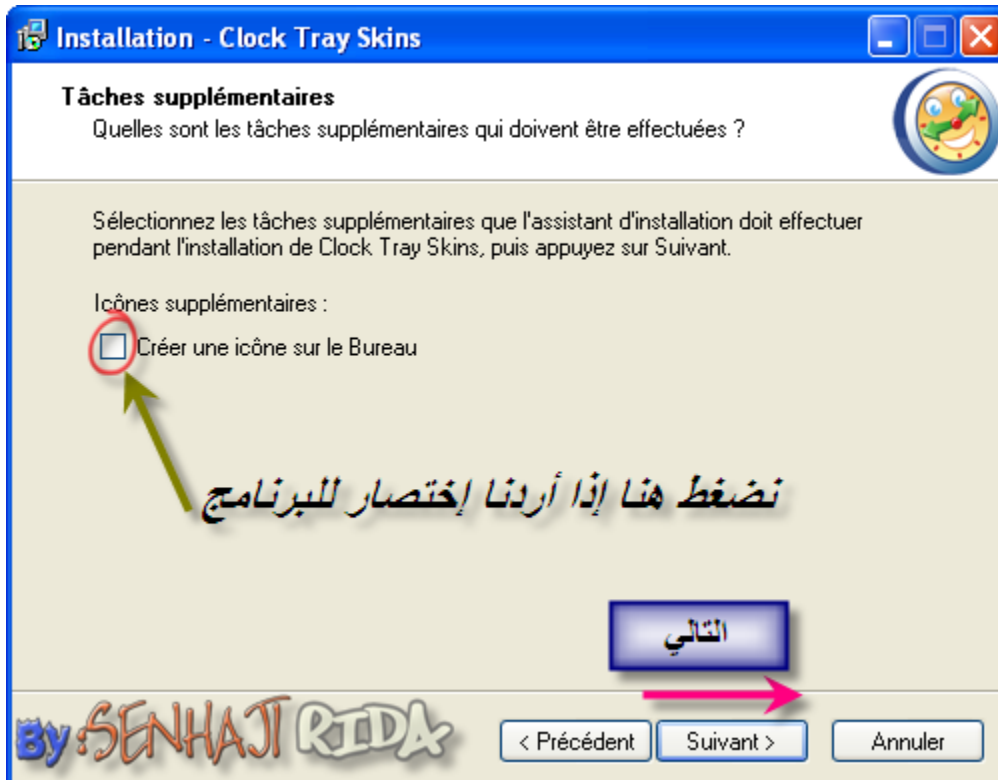 Installation - Clock Tray Skins
Tâches supplémentaires
Quelles sont les tâches supplémentaires qui doivent être effectuées ?
Sélectionnez les tâches supplémentaires que l'assistant d'installation doit effectuer
pendant l'installation de Clock Tray Skins, puis appuyez sur Suivant.
Icônes supplémentaires :
Créer une icône sur le Bureau
نضغط هنا إذا أردنا إختصار للبرنامج
التالي
By:SENHAJI RIDA
< Précédent
Suivant >
Annuler